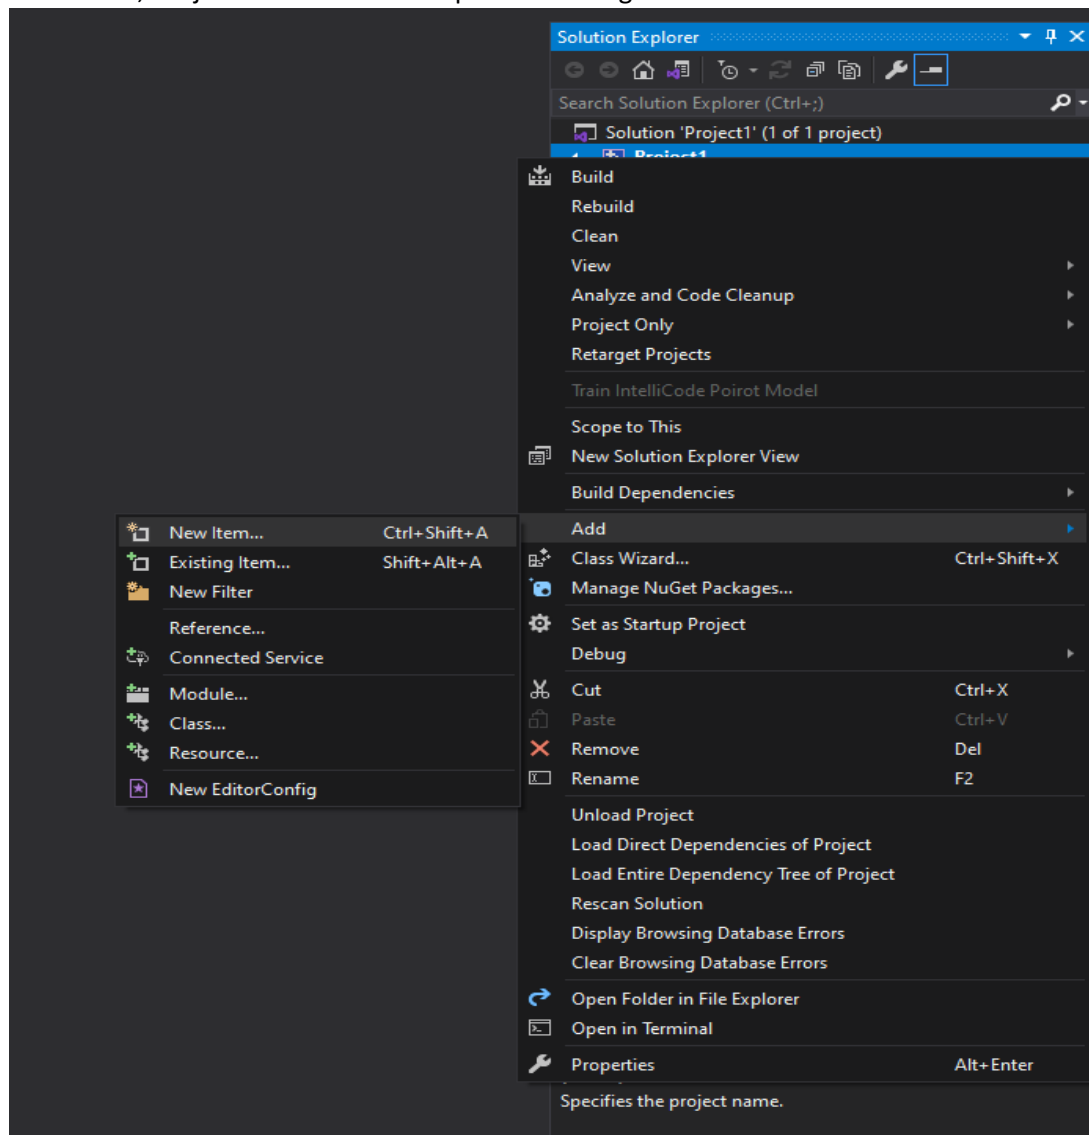 Solution Explorer
Search Solution Explorer (Ctrl+;)
Solution 'Project1' (1 of 1 project)
Project1
Build
Rebuild
Clean
View
Analyze and Code Cleanup
Project Only
Retarget Projects
Train IntelliCode Poirot Model
Scope to This
New Solution Explorer View
Build Dependencies
Add
Class Wizard... Ctrl+Shift+X
Manage NuGet Packages...
Set as Startup Project
Debug
Cut Ctrl+X
Paste Ctrl+V
Remove Del
Rename F2
Unload Project
Load Direct Dependencies of Project
Load Entire Dependency Tree of Project
Rescan Solution
Display Browsing Database Errors
Clear Browsing Database Errors
Open Folder in File Explorer
Open in Terminal
Properties Alt+Enter
New Item... Ctrl+Shift+A
Existing Item... Shift+Alt+A
New Filter
Reference...
Connected Service
Module...
Class...
Resource...
New EditorConfig
Specifies the project name.